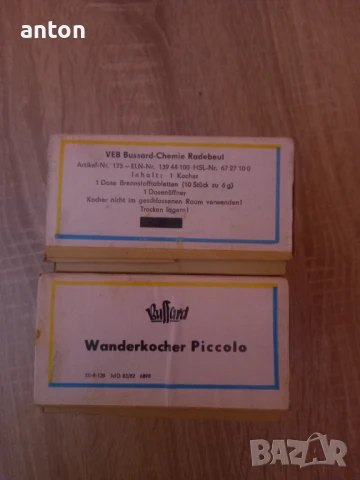 anton
VEB Bussard-Chemie Radebeul
Artikel-Nr. 175 – ELN-Nr. 139 44 100 HSL-Nr. 67 27 10 0
Inhalt: 1 Kocher
1 Dose Brennstofftabletten (10 Stück zu 6 g)
1 Dosenöffner
Kocher nicht im geschlossenen Raum verwenden!
Trocken lagern!
Bussard
Wanderkocher Piccolo
BAZAR